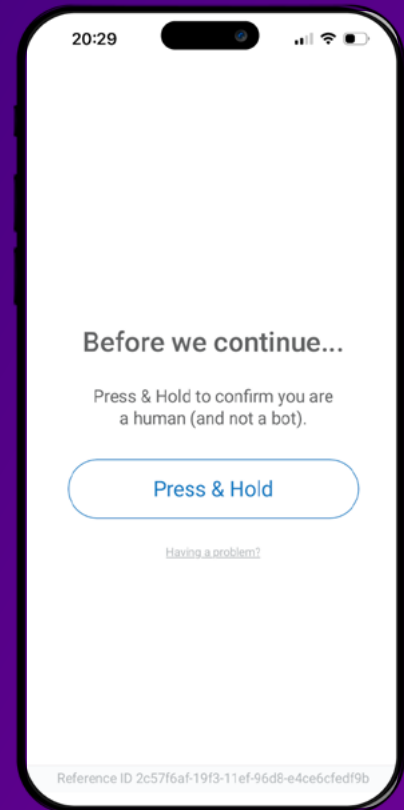 20:29
Before we continue...
Press & Hold to confirm you are
a human (and not a bot).
Press & Hold
Having a problem?
Reference ID 2c57f6af-19f3-11ef-96d8-e4ce6cfedf9b